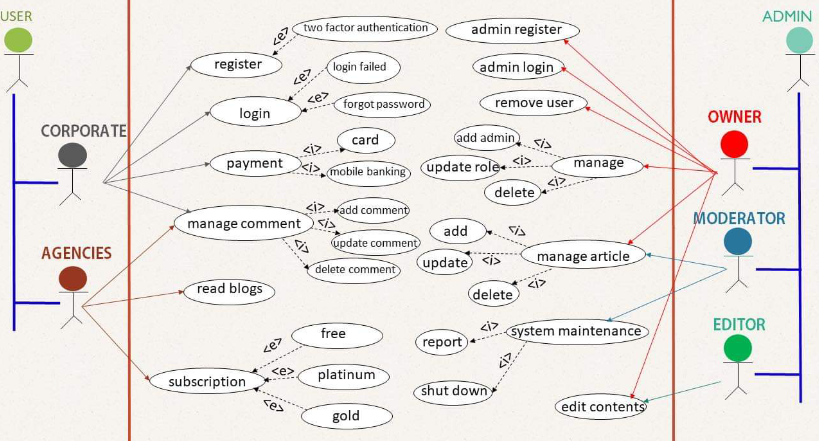 USER
ADMIN
two factor authentication
admin register
<e>
register
login failed
admin login
<e>
<e>
forgot password
remove user
login
CORPORATE
OWNER
card
add admin
<i>
<i>
payment
<i>
mobile banking
update role
<i>
manage
delete
<i>
add comment
<i>
manage comment
<i>
update comment
<i>
delete comment
MODERATOR
add
<i>
update
<i>
manage article
delete
<i>
AGENCIES
read blogs
EDITOR
free
<e>
system maintenance
report
<i>
<i>
subscription
<e>
platinum
shut down
<e>
gold
edit contents